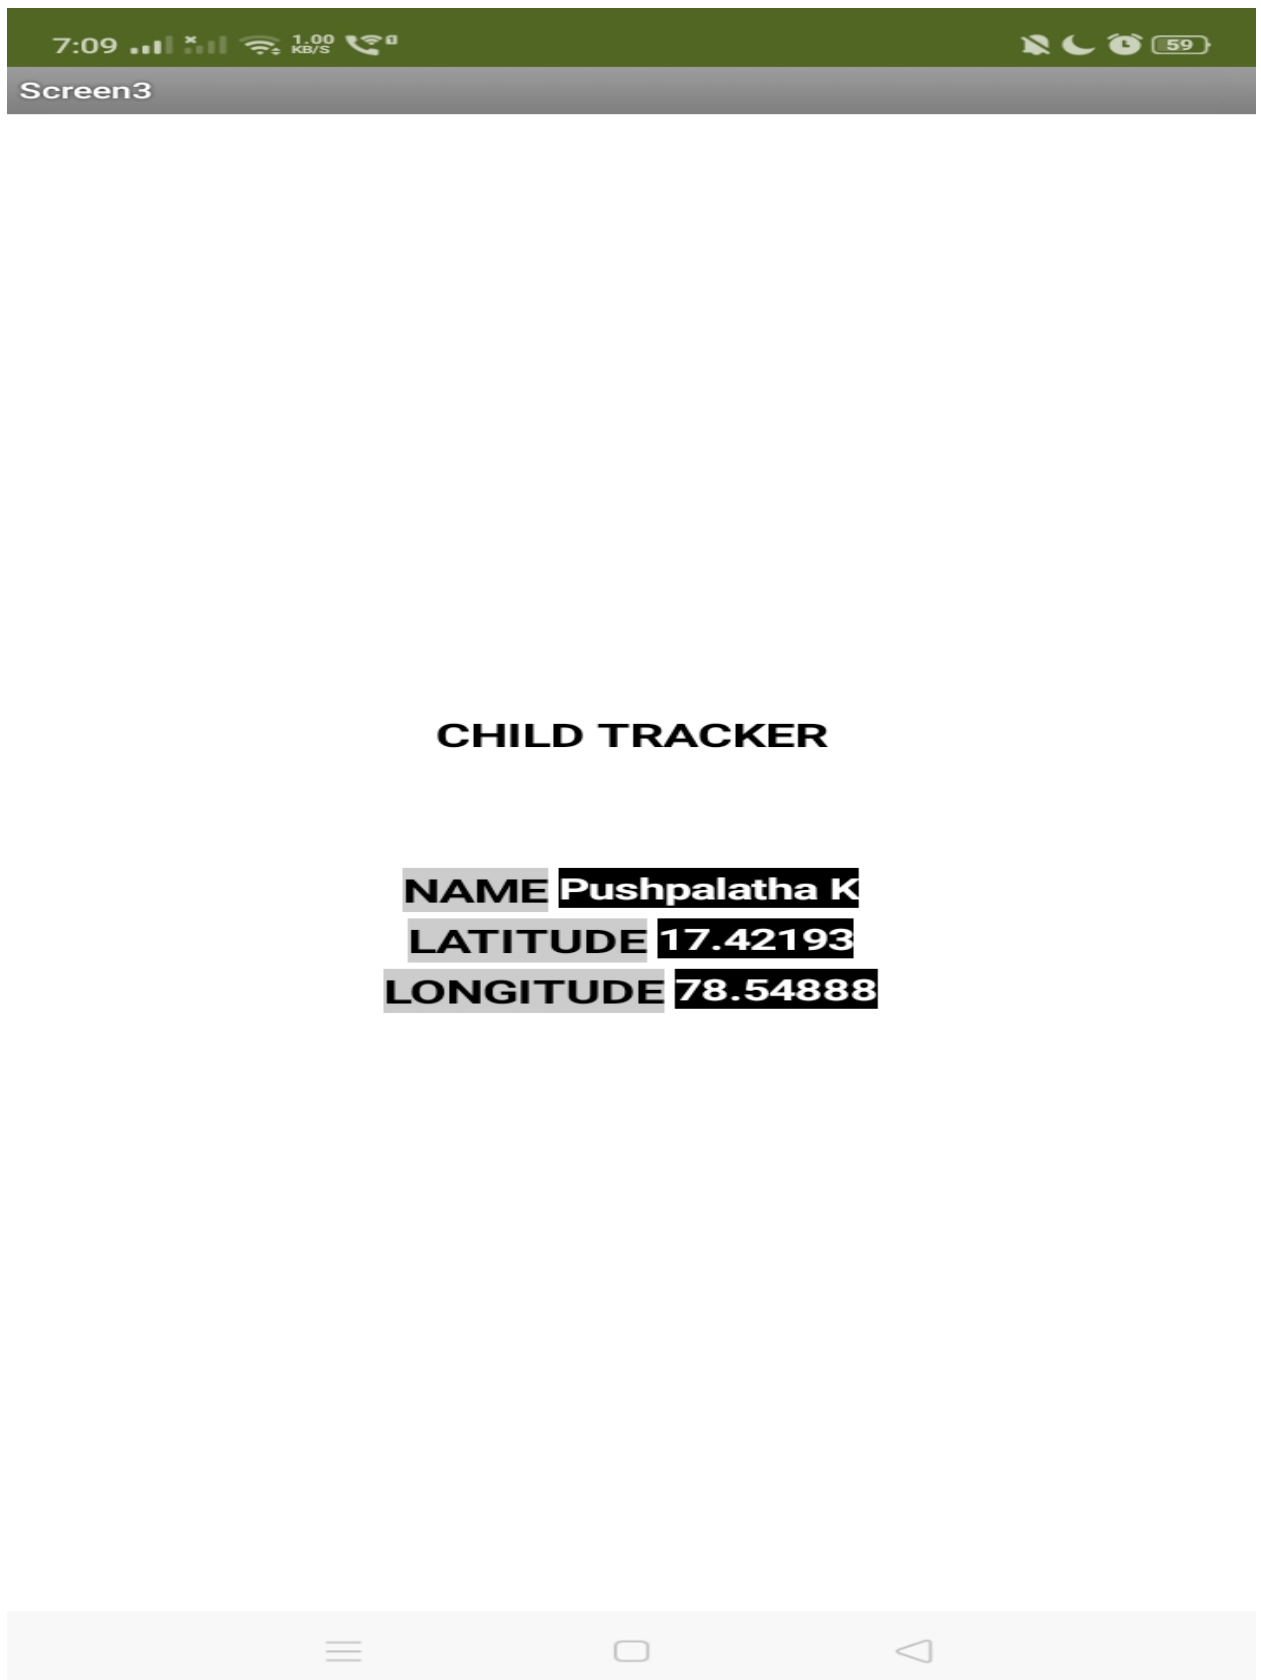 7:09 1.00 KB/S 59
Screen3
CHILD TRACKER
NAME Pushpalatha K
LATITUDE 17.42193
LONGITUDE 78.54888